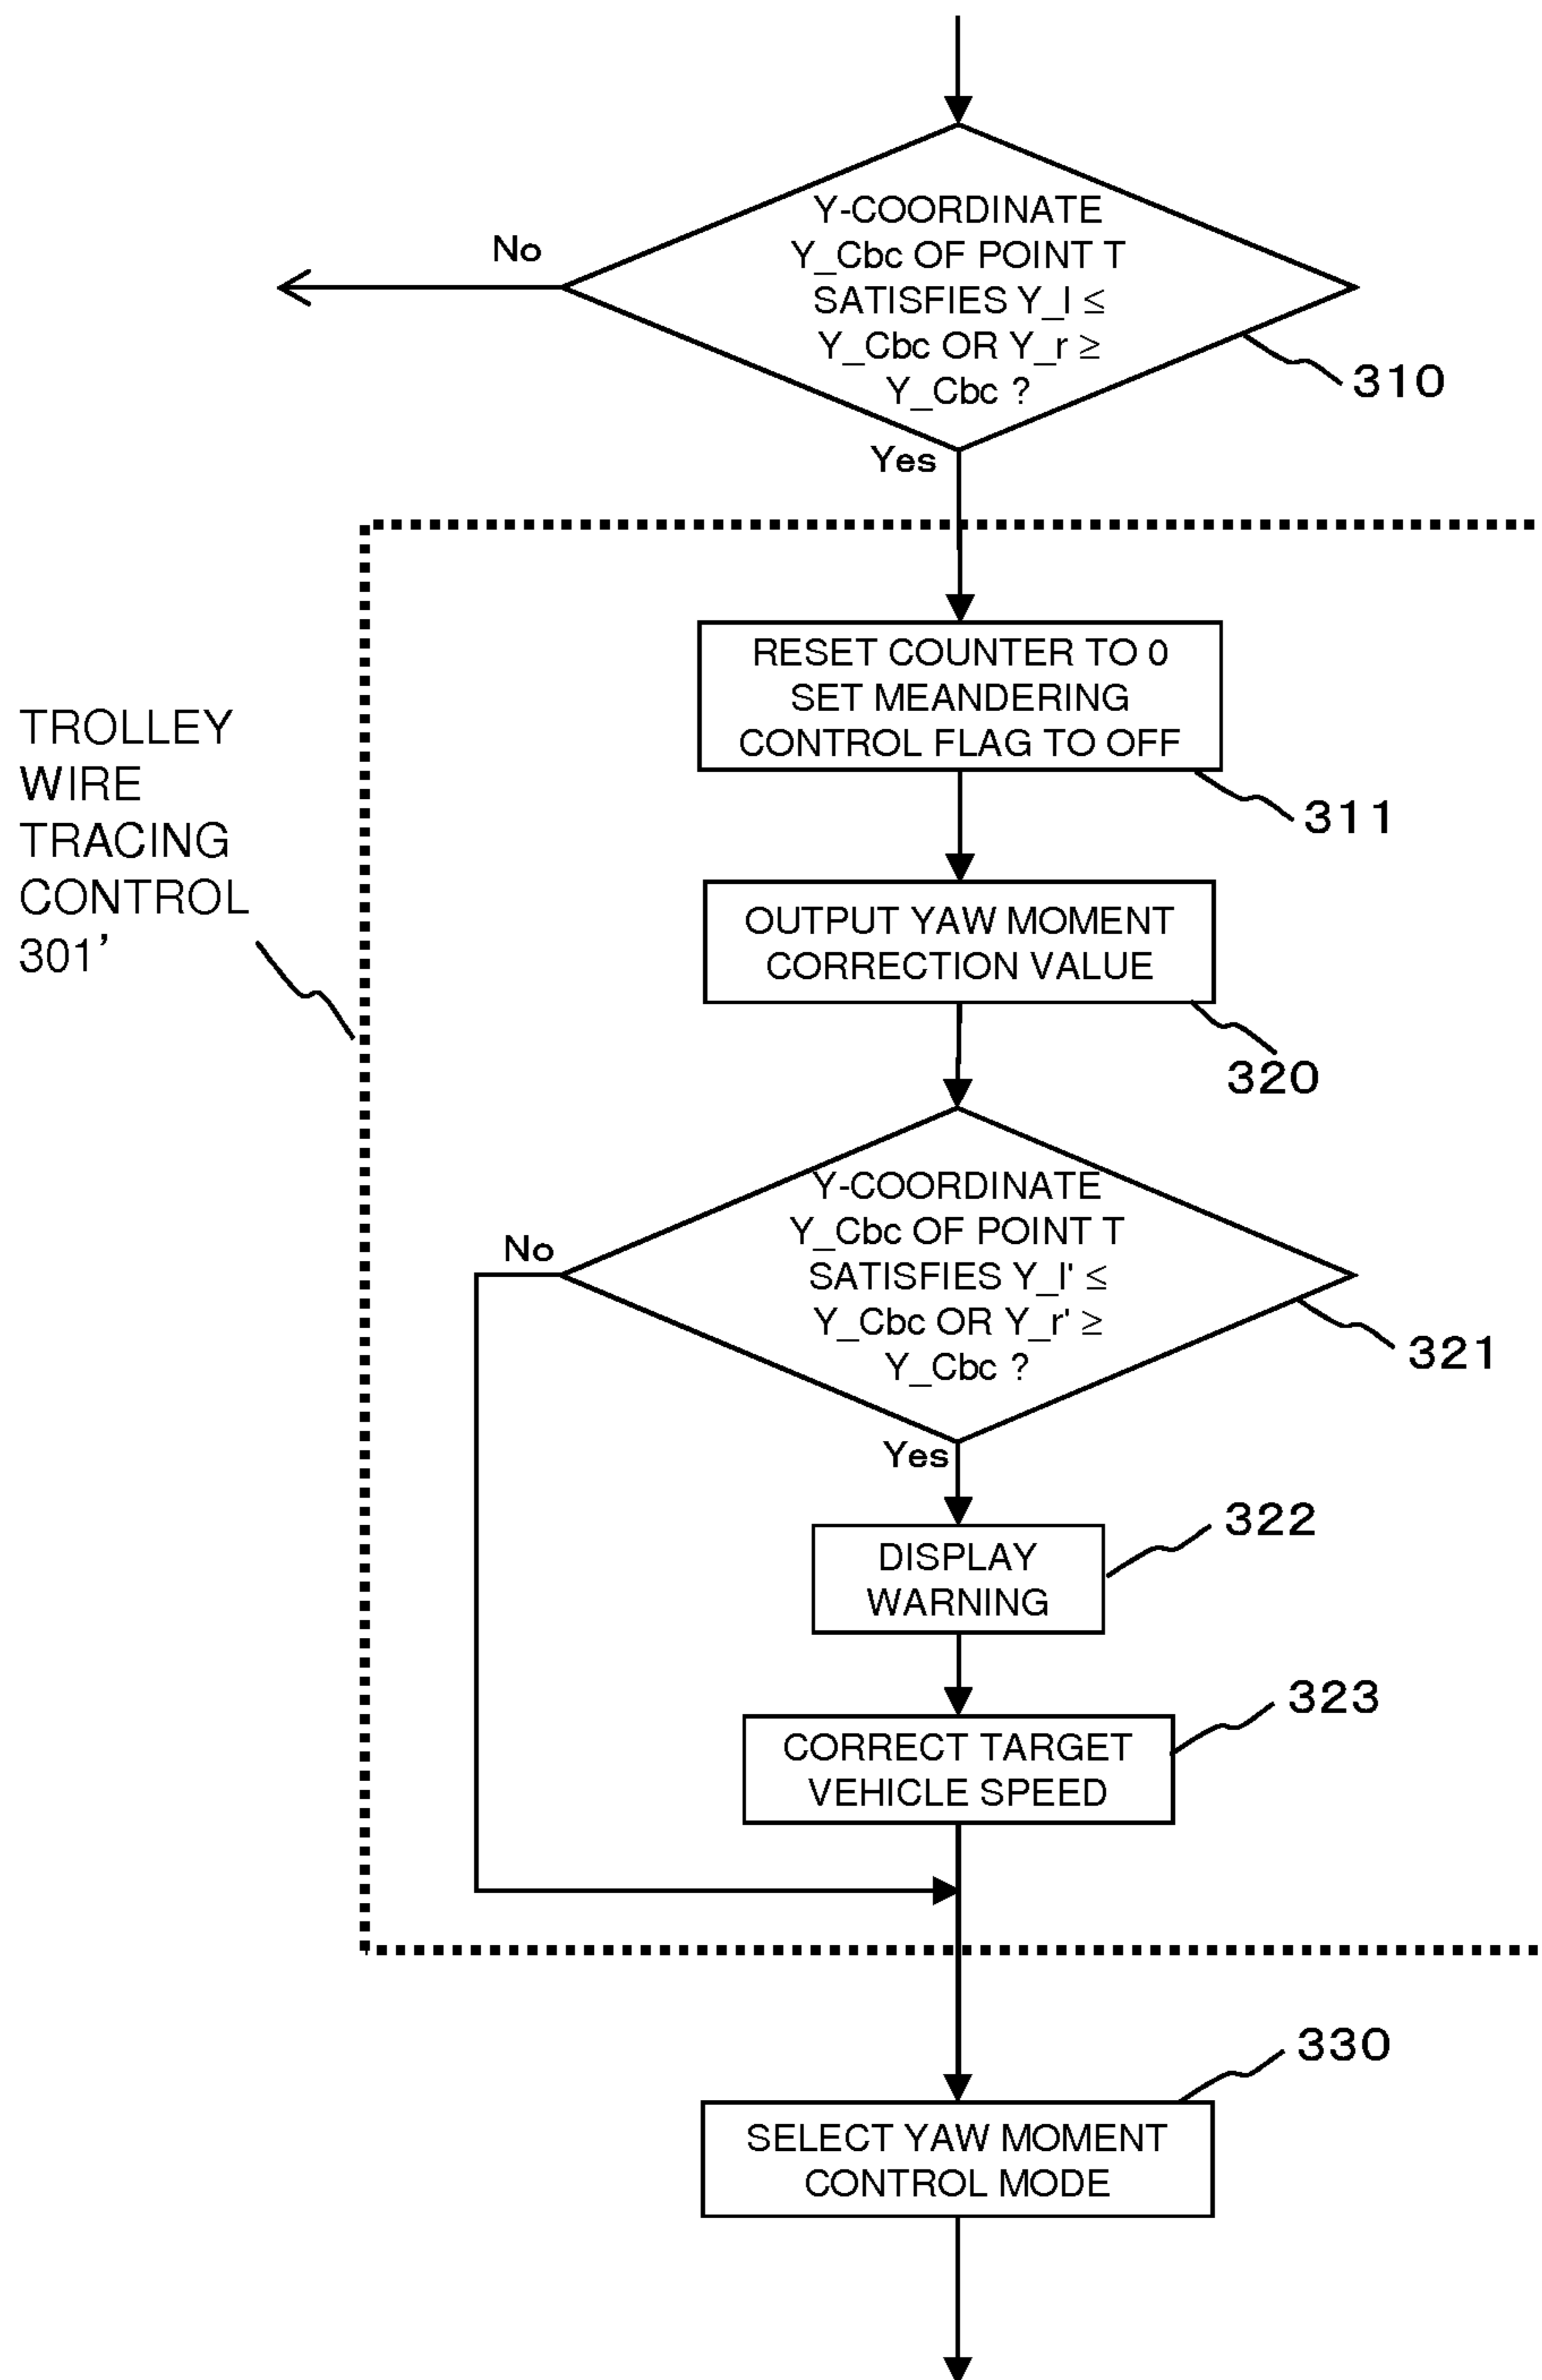 Y-COORDINATE
Y_Cbc OF POINT T
SATISFIES Y_l ≤
Y_Cbc OR Y_r ≥
Y_Cbc ?
No
310
Yes
RESET COUNTER TO 0
SET MEANDERING
CONTROL FLAG TO OFF
311
TROLLEY
WIRE
TRACING
CONTROL
301’
OUTPUT YAW MOMENT
CORRECTION VALUE
320
Y-COORDINATE
Y_Cbc OF POINT T
SATISFIES Y_l' ≤
Y_Cbc OR Y_r' ≥
Y_Cbc ?
No
321
Yes
DISPLAY
WARNING
322
CORRECT TARGET
VEHICLE SPEED
323
SELECT YAW MOMENT
CONTROL MODE
330